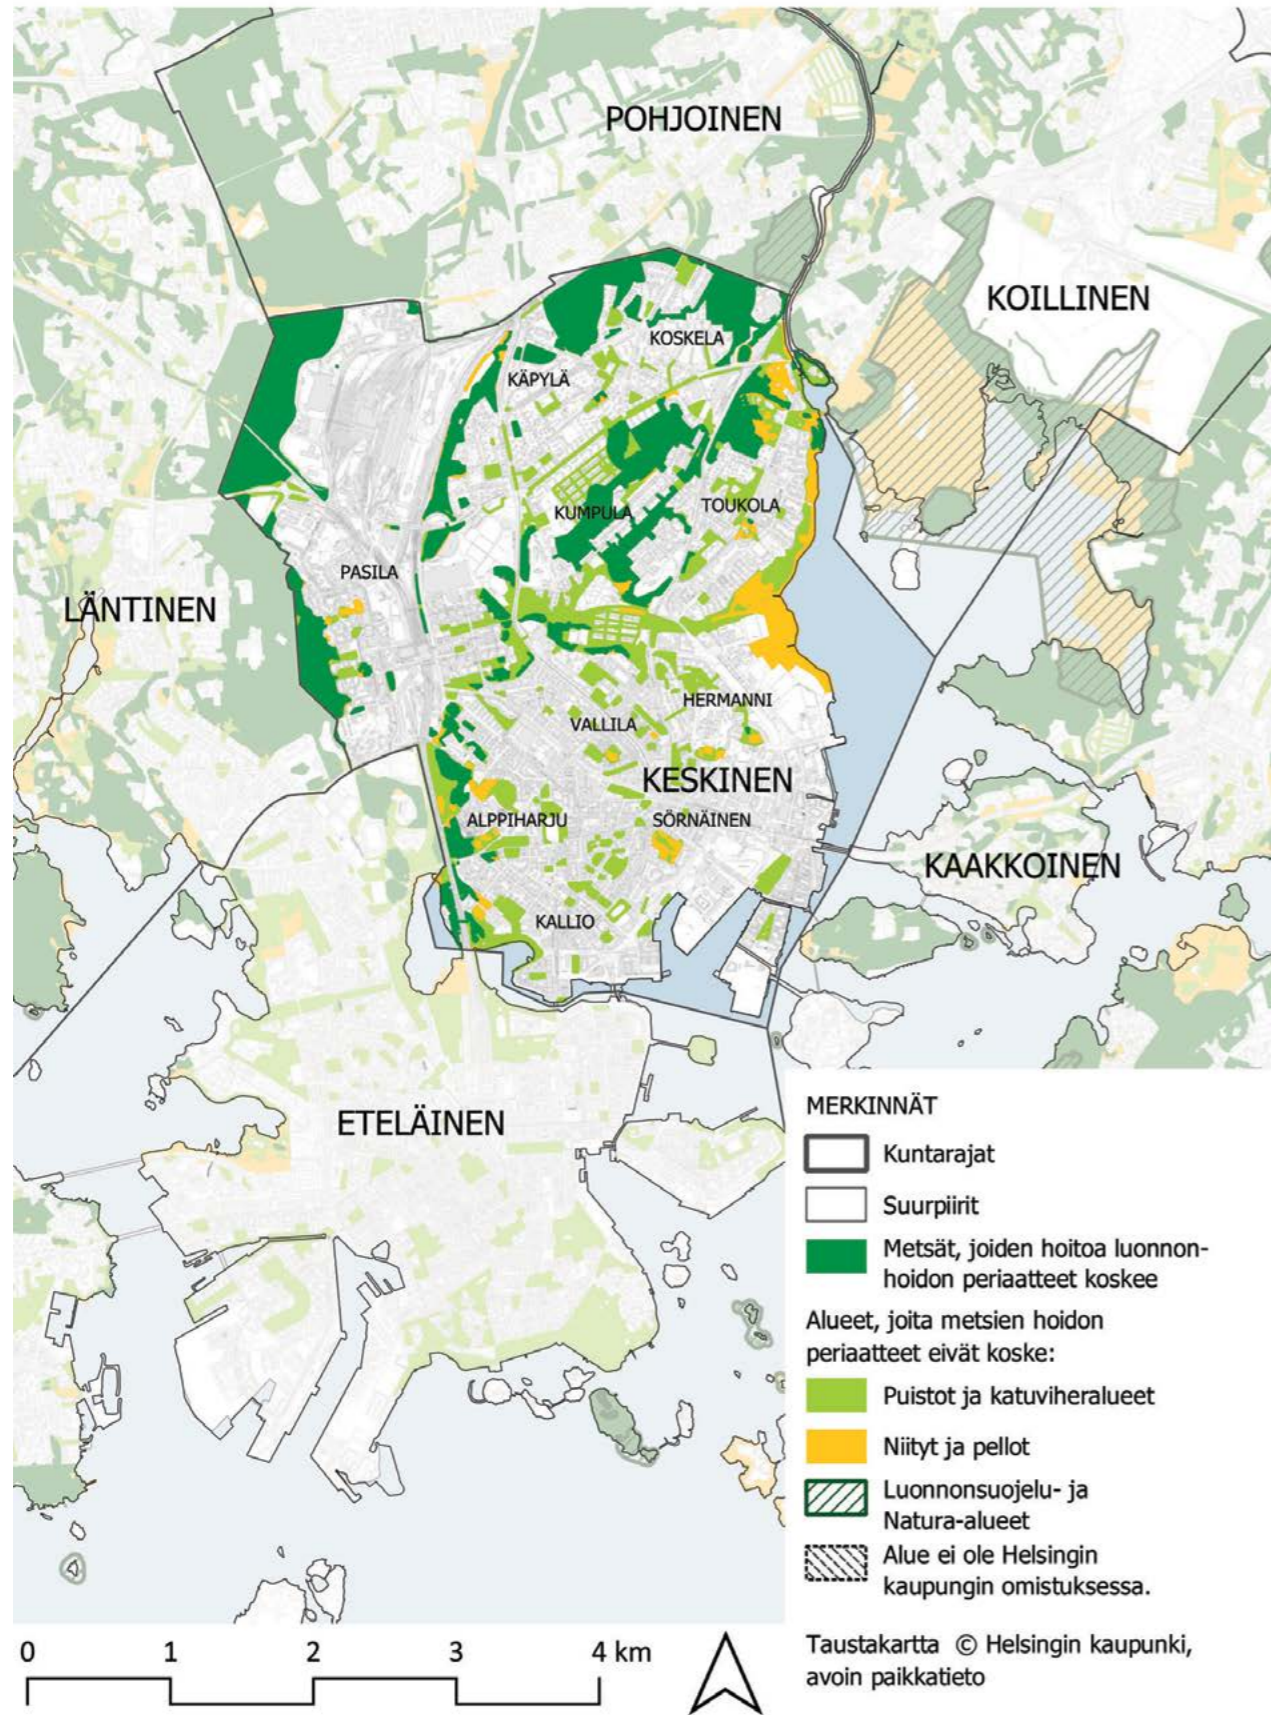 POHJOINEN
KOILLINEN
KOSKELA
KÄPYLÄ
KUMPULA
TOUKOLA
PASILA
LÄNTINEN
HERMANNI
VALLILA
KESKINEN
ALPPIHARJU
SÖRNÄINEN
KAAKKOINEN
KALLIO
ETELÄINEN
MERKINNÄT
Kuntarajat
Suurpiirit
Metsät, joiden hoitoa luonnon-
hoidon periaatteet koskee
Alueet, joita metsien hoidon
periaatteet eivät koske:
Puistot ja katuviheralueet
Niityt ja pellot
Luonnonsuojelu- ja
Natura-alueet
Alue ei ole Helsingin
kaupungin omistuksessa.
Taustakartta © Helsingin kaupunki,
avoin paikkatieto
0 1 2 3 4 km